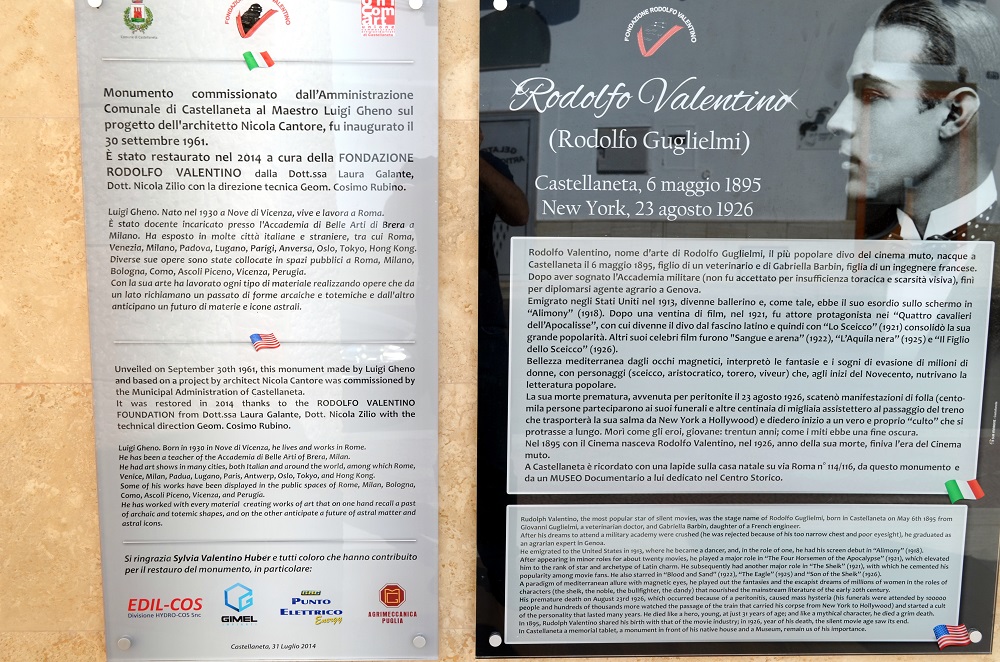 Comune di Castellaneta
FONDAZIONE RODOLFO VALENTINO
Monumento commissionato dall'Amministrazione
Comunale di Castellaneta al Maestro Luigi Gheno sul
progetto dell'architetto Nicola Cantore, fu inaugurato il
30 settembre 1961.
È stato restaurato nel 2014 a cura della FONDAZIONE
RODOLFO VALENTINO dalla Dott.ssa Laura Galante,
Dott. Nicola Zilio con la direzione tecnica Geom. Cosimo Rubino.
Luigi Gheno. Nato nel 1930 a Nove di Vicenza, vive e lavora a Roma.
È stato docente incaricato presso l'Accademia di Belle Arti di Brera a
Milano. Ha esposto in molte città italiane e straniere, tra cui Roma,
Venezia, Milano, Padova, Lugano, Parigi, Anversa, Oslo, Tokyo, Hong Kong.
Diverse sue opere sono state collocate in spazi pubblici a Roma, Milano,
Bologna, Como, Ascoli Piceno, Vicenza, Perugia.
Con la sua arte ha lavorato ogni tipo di materiale realizzando opere che da
un lato richiamano un passato di forme arcaiche e totemiche e dall'altro
anticipano un futuro di materie e icone astrali.
Unveiled on September 30th 1961, this monument made by Luigi Gheno
and based on a project by architect Nicola Cantore was commissioned by
the Municipal Administration of Castellaneta.
It was restored in 2014 thanks to the RODOLFO VALENTINO
FOUNDATION from Dott.ssa Laura Galante, Dott. Nicola Zilio with the
technical direction Geom. Cosimo Rubino.
Luigi Gheno. Born in 1930 in Nove di Vicenza, he lives and works in Rome.
He has been a teacher of the Accademia di Belle Arti of Brera, Milan.
He had art shows in many cities, both Italian and around the world, among which Rome,
Venice, Milan, Padua, Lugano, Paris, Antwerp, Oslo, Tokyo, and Hong Kong.
Some of his works have been displayed in the public spaces of Rome, Milan, Bologna,
Como, Ascoli Piceno, Vicenza, and Perugia.
He has worked with every material creating works of art that on one hand recall a past
of archaic and totemic shapes, and on the other anticipate a future of astral matter and
astral icons.
Si ringrazia Sylvia Valentino Huber e tutti coloro che hanno contribuito
per il restauro del monumento, in particolare:
EDIL-COS
Divisione HYDRO-COS Snc
GIMEL
PUNTO
ELETTRICO
Energy
AGRIMECCANICA
PUGLIA
Castellaneta, 31 Luglio 2014
FONDAZIONE RODOLFO VALENTINO
Rodolfo Valentino
(Rodolfo Guglielmi)
Castellaneta, 6 maggio 1895
New York, 23 agosto 1926
Rodolfo Valentino, nome d'arte di Rodolfo Guglielmi, il più popolare divo del cinema muto, nacque a
Castellaneta il 6 maggio 1895, figlio di un veterinario e di Gabriella Barbin, figlia di un ingegnere francese.
Dopo aver sognato l'Accademia militare (non fu accettato per insufficienza toracica e scarsità visiva), finì
per diplomarsi agente agrario a Genova.
Emigrato negli Stati Uniti nel 1913, divenne ballerino e, come tale, ebbe il suo esordio sullo schermo in
"Alimony" (1918). Dopo una ventina di film, nel 1921, fu attore protagonista nei "Quattro cavalieri
dell'Apocalisse", con cui divenne il divo dal fascino latino e quindi con "Lo Sceicco" (1921) consolidò la sua
grande popolarità. Altri suoi celebri film furono "Sangue e arena" (1922), "L'Aquila nera" (1925) e "Il Figlio
dello Sceicco" (1926).
Bellezza mediterranea dagli occhi magnetici, interpretò le fantasie e i sogni di evasione di milioni di
donne, con personaggi (sceicco, aristocratico, torero, viveur) che, agli inizi del Novecento, nutrivano la
letteratura popolare.
La sua morte prematura, avvenuta per peritonite il 23 agosto 1926, scatenò manifestazioni di folla (cento-
mila persone parteciparono ai suoi funerali e altre centinaia di migliaia assistettero al passaggio del treno
che trasporterà la sua salma da New York a Hollywood) e diedero inizio a un vero e proprio "culto" che si
protrasse a lungo. Morì come gli eroi, giovane: trentun anni; come i miti ebbe una fine oscura.
Nel 1895 con il Cinema nasceva Rodolfo Valentino, nel 1926, anno della sua morte, finiva l'era del Cinema
muto.
A Castellaneta è ricordato con una lapide sulla casa natale su via Roma n° 114/116, da questo monumento e
da un MUSEO Documentario a lui dedicato nel Centro Storico.
Rudolph Valentino, the most popular star of silent movies, was the stage name of Rodolfo Guglielmi, born in Castellaneta on May 6th 1895 from
Giovanni Guglielmi, a veterinarian doctor, and Gabriella Barbin, daughter of a French engineer.
After his dreams to attend a military academy were crushed (he was rejected because of his too narrow chest and poor eyesight), he graduated as
an agrarian expert in Genoa.
He emigrated to the United States in 1913, where he became a dancer, and, in the role of one, he had his screen debut in "Alimony" (1918).
After appearing in minor roles for about twenty movies, he played a major role in "The Four Horsemen of the Apocalypse" (1921), which elevated
him to the rank of star and archetype of Latin charm. He subsequently had another major role in "The Sheik" (1921), with which he cemented his
popularity among movie fans. He also starred in "Blood and Sand" (1922), "The Eagle" (1925) and "Son of the Sheik" (1926).
A paradigm of mediterranean allure with magnetic eyes, he played out the fantasies and the escapist dreams of millions of women in the roles of
characters (the sheik, the noble, the bullfighter, the dandy) that nourished the mainstream literature of the early 20th century.
His premature death on August 23rd 1926, which occurred because of a peritonitis, caused mass hysteria (his funerals were attended by 100000
people and hundreds of thousands more watched the passage of the train that carried his corpse from New York to Hollywood) and started a cult
of the personality that lasted many years. He died like a hero, young, at just 31 years of age; and like a mythical character, he died a grim death.
In 1895, Rudolph Valentino shared his birth with that of the movie industry; in 1926, year of his death, the silent movie age saw its end.
In Castellaneta a memorial tablet, a monument in front of his native house and a Museum, remain us of his importance.